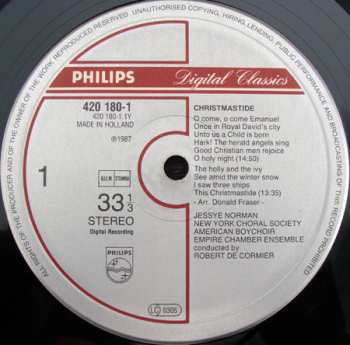 UNAUTHORISED COPYING, HIRING, LENDING, PUBLIC PERFORMANCE AND BROADCASTING OF THIS RECORD PROHIBITED
ALL RIGHTS OF THE PRODUCER AND OF THE OWNER OF THE WORK REPRODUCED RESERVED
PHILIPS
Digital Classics
420 180-1
420 180-1.1Y
MADE IN HOLLAND
℗1987
1
STEMRA
33 1/3
STEREO
Digital Recording
PHILIPS
CHRISTMASTIDE
O come, o come Emanuel
Once in Royal David's city
Unto us a Child is born
Hark! The herald angels sing
Good Christian men rejoice
O holy night (14:50)
The holly and the ivy
See amid the winter snow
I saw three ships
This Christmastide (13:35)
- Arr. Donald Fraser -
JESSYE NORMAN
NEW YORK CHORAL SOCIETY
AMERICAN BOYCHOIR
EMPIRE CHAMBER ENSEMBLE
conducted by
ROBERT DE CORMIER
LC 0305